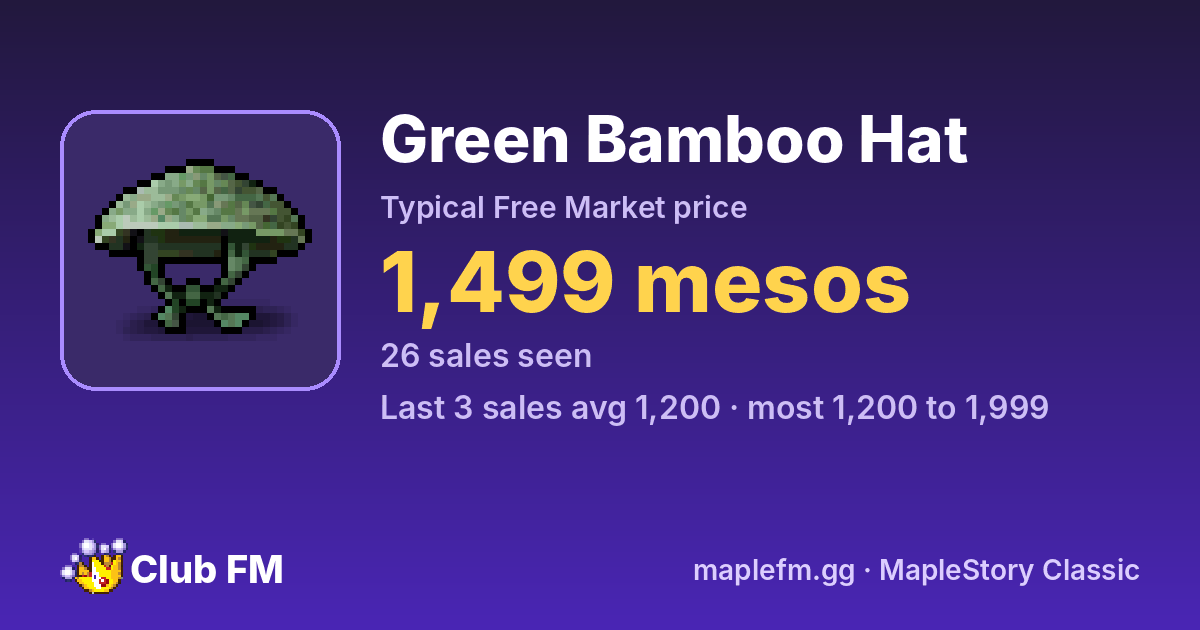 Green Bamboo Hat
Typical Free Market price
1,499 mesos
26 sales seen
Last 3 sales avg 1,200 · most 1,200 to 1,999
Club FM
maplefm.gg · MapleStory Classic